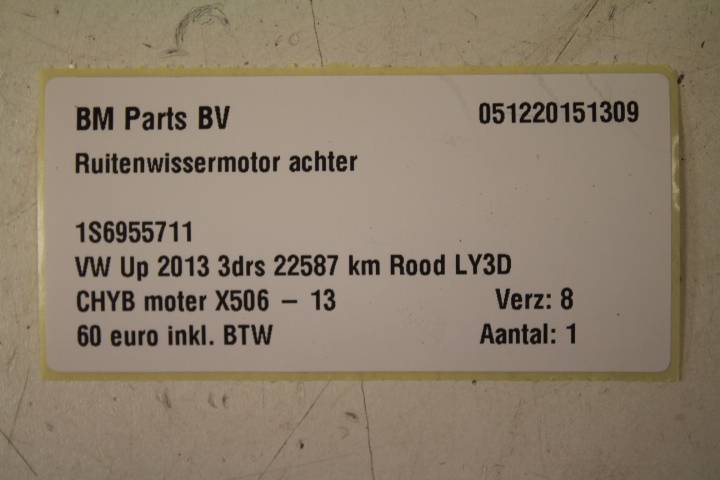 BM Parts BV 051220151309
Ruitenwissermotor achter
1S6955711
VW Up 2013 3drs 22587 km Rood LY3D
CHYB moter X506 – 13 Verz: 8
60 euro inkl. BTW Aantal: 1